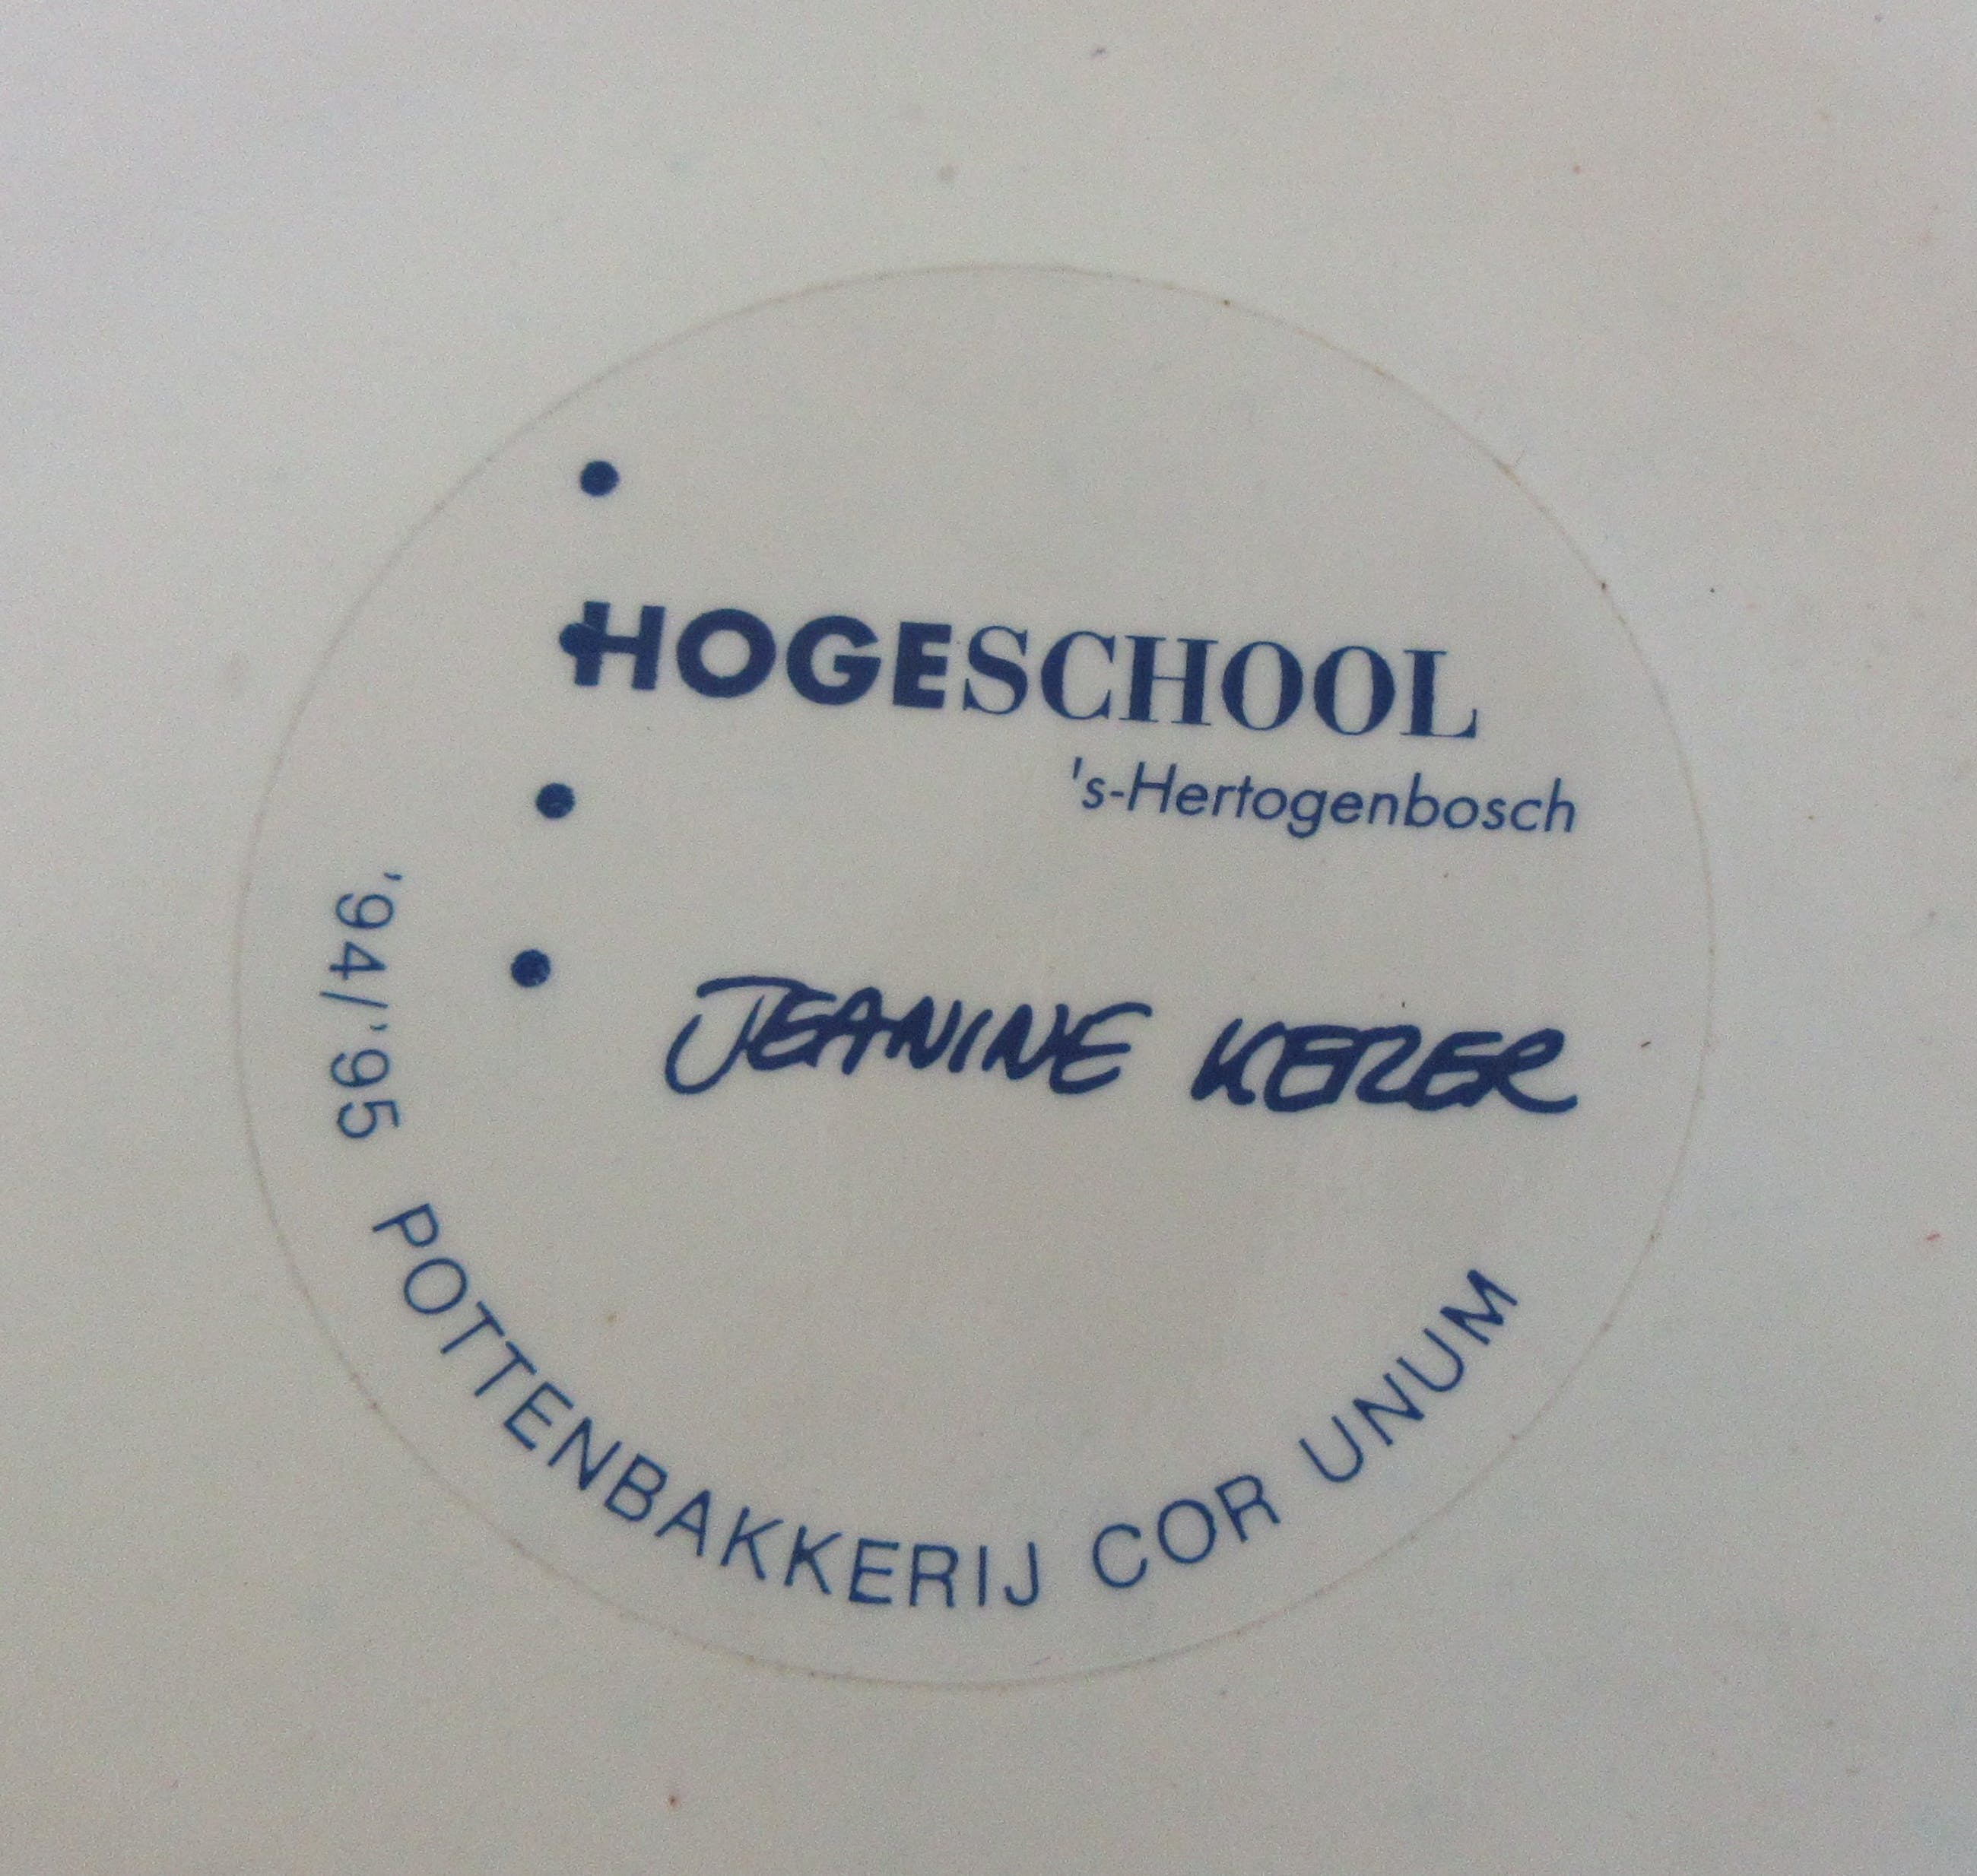 HOGESCHOOL
's-Hertogenbosch
JEANINE KERER
'94/'95 POTTENBAKKERIJ COR UNUM